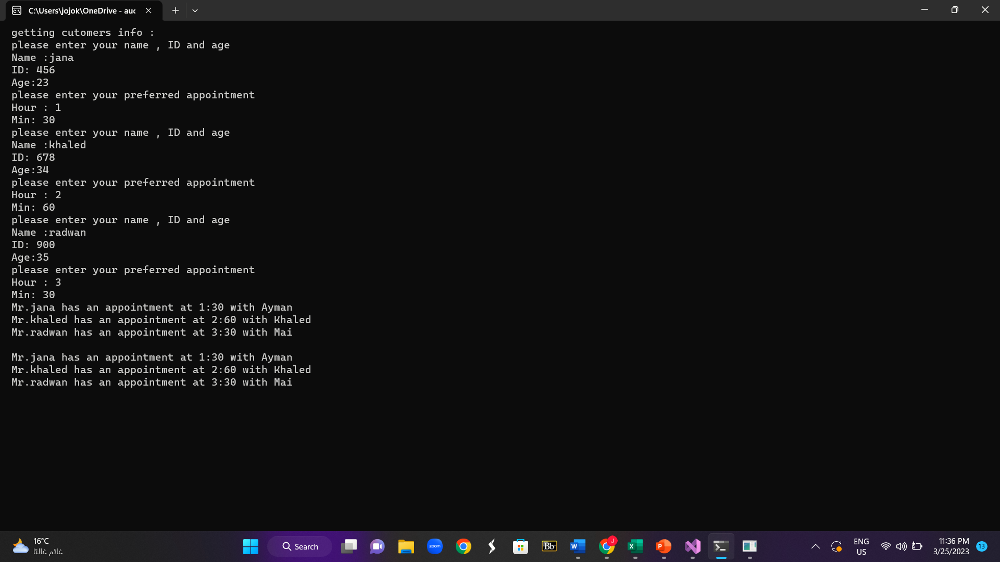 C:\Users\jojok\OneDrive - auc
getting cutomers info :
please enter your name , ID and age
Name :jana
ID: 456
Age:23
please enter your preferred appointment
Hour : 1
Min: 30
please enter your name , ID and age
Name :khaled
ID: 678
Age:34
please enter your preferred appointment
Hour : 2
Min: 60
please enter your name , ID and age
Name :radwan
ID: 900
Age:35
please enter your preferred appointment
Hour : 3
Min: 30
Mr.jana has an appointment at 1:30 with Ayman
Mr.khaled has an appointment at 2:60 with Khaled
Mr.radwan has an appointment at 3:30 with Mai
Mr.jana has an appointment at 1:30 with Ayman
Mr.khaled has an appointment at 2:60 with Khaled
Mr.radwan has an appointment at 3:30 with Mai
16°C
غائم غالبًا
Search
zoom
Bb
W
J
X
P
ENG
US
11:36 PM
3/25/2023
13